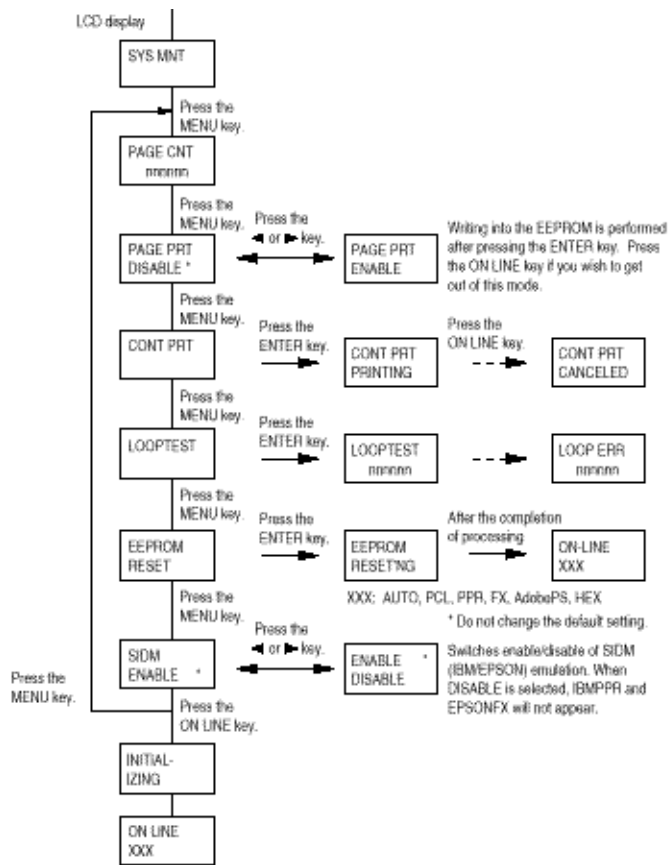 LCD display
SYS MNT
Press the
MENU key.
PAGE CNT
nnnnnn
Press the
MENU key.
Press the
◄ or ► key.
PAGE PRT
DISABLE *
PAGE PRT
ENABLE
Writing into the EEPROM is performed
after pressing the ENTER key. Press
the ON LINE key if you wish to get
out of this mode.
Press the
MENU key.
Press the
ENTER key.
Press the
ON LINE key.
CONT PRT
CONT PRT
PRINTING
CONT PRT
CANCELED
Press the
MENU key.
Press the
ENTER key.
LOOPTEST
LOOPTEST
nnnnnn
LOOP ERR
nnnnnn
Press the
MENU key.
Press the
ENTER key.
After the completion
of processing
EEPROM
RESET
EEPROM
RESET'NG
ON-LINE
XXX
XXX: AUTO, PCL, PPR, FX, AdobePS, HEX
* Do not change the default setting.
Press the
MENU key.
Press the
◄ or ► key.
SIDM
ENABLE *
ENABLE *
DISABLE
Switches enable/disable of SIDM
(IBM/EPSON) emulation. When
DISABLE is selected, IBMPPR and
EPSONFX will not appear.
Press the
MENU key.
Press the
ON LINE key.
INITIAL-
IZING
ON LINE
XXX